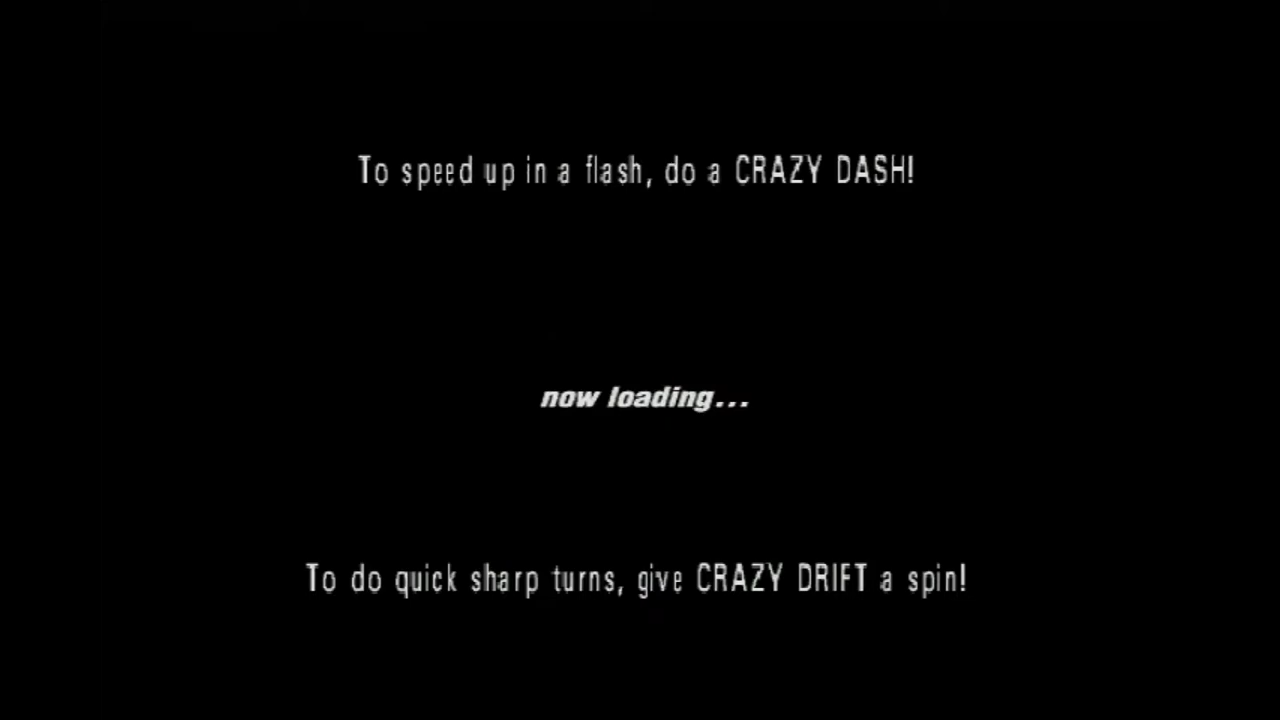 To speed up in a flash, do a CRAZY DASH!
now loading...
To do quick sharp turns, give CRAZY DRIFT a spin!